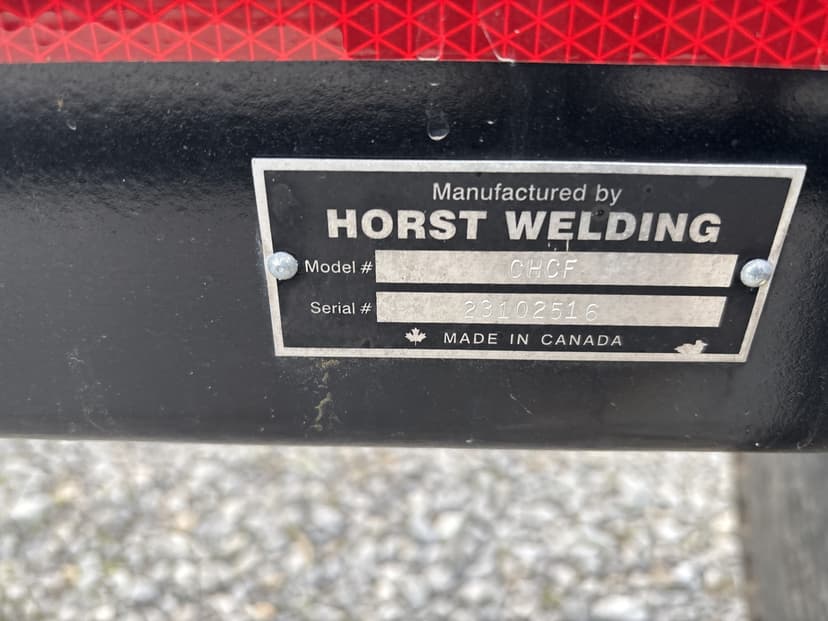 Manufactured by
HORST WELDING
Model # CHCF
Serial # 23102516
MADE IN CANADA